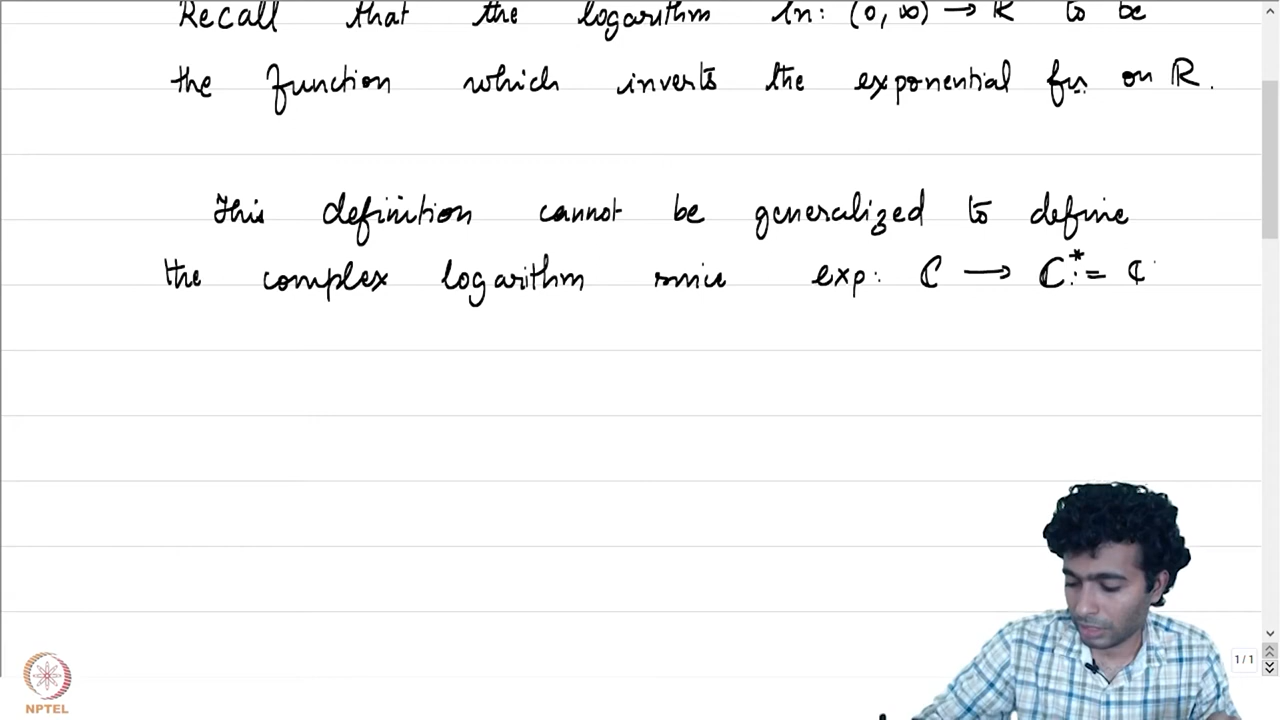 Recall that the logarithm ln: (0, ∞) → ℝ to be
the function which inverts the exponential fn. on ℝ.
This definition cannot be generalized to define
the complex logarithm since exp: ℂ → ℂ* := ℂ
1/1
NPTEL